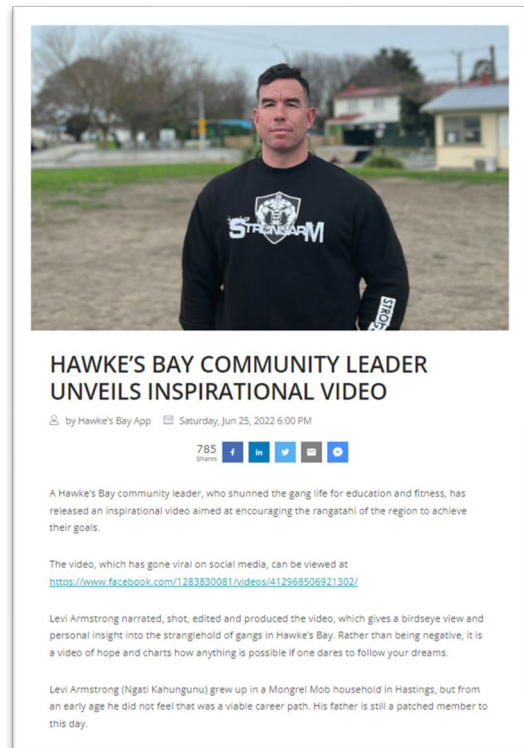 STRONGARM
STRO
HAWKE'S BAY COMMUNITY LEADER
UNVEILS INSPIRATIONAL VIDEO
by Hawke's Bay App Saturday, Jun 25, 2022 6:00 PM
785
Shares
A Hawke's Bay community leader, who shunned the gang life for education and fitness, has
released an inspirational video aimed at encouraging the rangatahi of the region to achieve
their goals.
The video, which has gone viral on social media, can be viewed at
https://www.facebook.com/1283830081/videos/412968506921302/
Levi Armstrong narrated, shot, edited and produced the video, which gives a birdseye view and
personal insight into the stranglehold of gangs in Hawke's Bay. Rather than being negative, it is
a video of hope and charts how anything is possible if one dares to follow your dreams.
Levi Armstrong (Ngati Kahungunu) grew up in a Mongrel Mob household in Hastings, but from
an early age he did not feel that was a viable career path. His father is still a patched member to
this day.